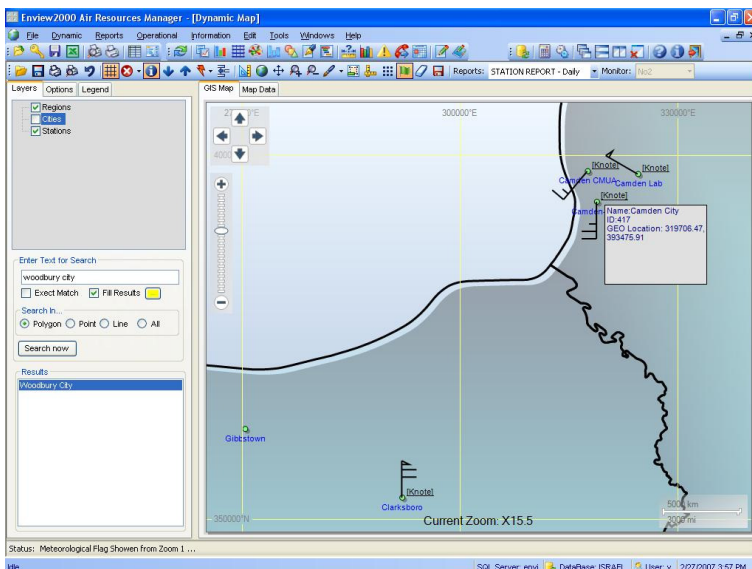 Enview2000 Air Resources Manager - [Dynamic Map]
File Dynamic Reports Operational Information Edit Tools Windows Help
Reports: STATION REPORT - Daily Monitor: No2
Layers Options Legend
GIS Map Map Data
Regions
Cities
Stations
300000°E 330000°E
[Knote] [Knote]
Camden CMUA Camden Lab
[Knote]
Name:Camden City
ID:417
GEO Location: 319706.47,
393475.91
Enter Text for Search
woodbury city
Exect Match Fill Results
Search In...
Polygon Point Line All
Search now
Results
Woodbury City
Gibbstown
[Knote]
Clarksboro
350000°N
Current Zoom: X15.5
5000 km
3000 mi
Status: Meteorological Flag Showen from Zoom 1 ...
Idle SQL Server: envi DataBase: ISRAEL User: v 2/27/2007 3:57 PM